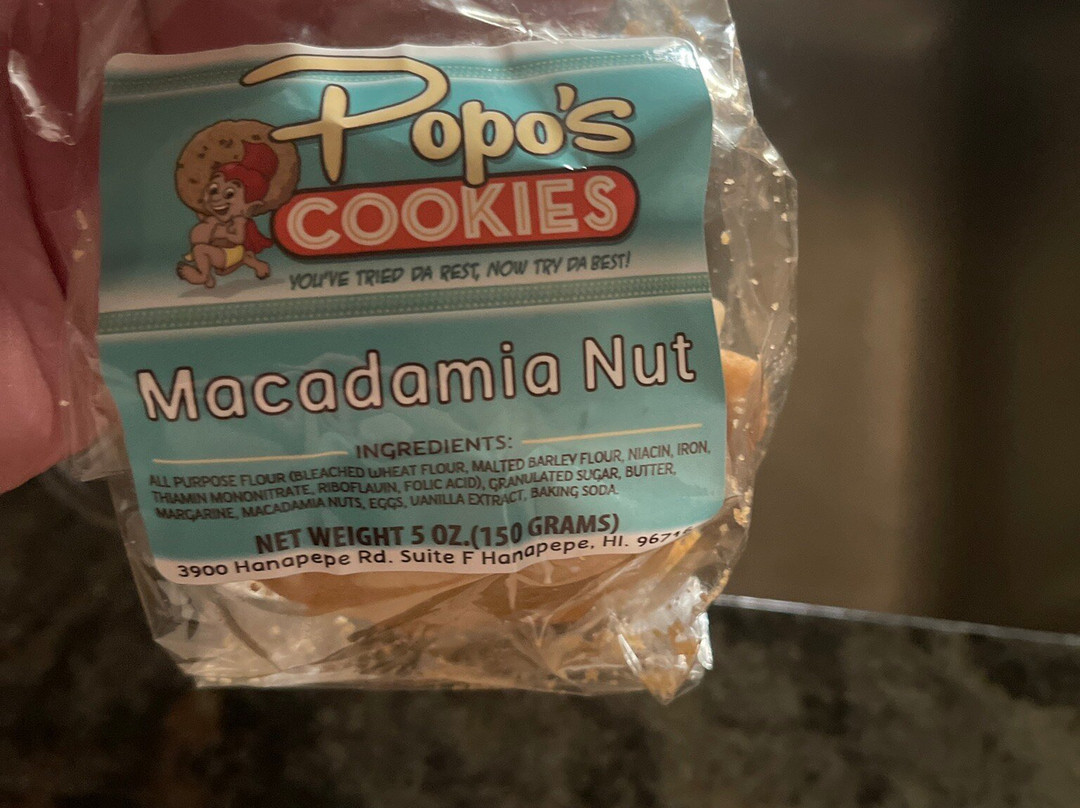 Popo's
COOKIES
YOU'VE TRIED DA REST, NOW TRY DA BEST!
Macadamia Nut
INGREDIENTS:
ALL PURPOSE FLOUR (BLEACHED WHEAT FLOUR, MALTED BARLEY FLOUR, NIACIN, IRON,
THIAMIN MONONITRATE, RIBOFLAVIN, FOLIC ACID), GRANULATED SUGAR, BUTTER,
MARGARINE, MACADAMIA NUTS, EGGS, VANILLA EXTRACT, BAKING SODA.
NET WEIGHT 5 OZ.(150 GRAMS)
3900 Hanapepe Rd. Suite F Hanapepe, HI.